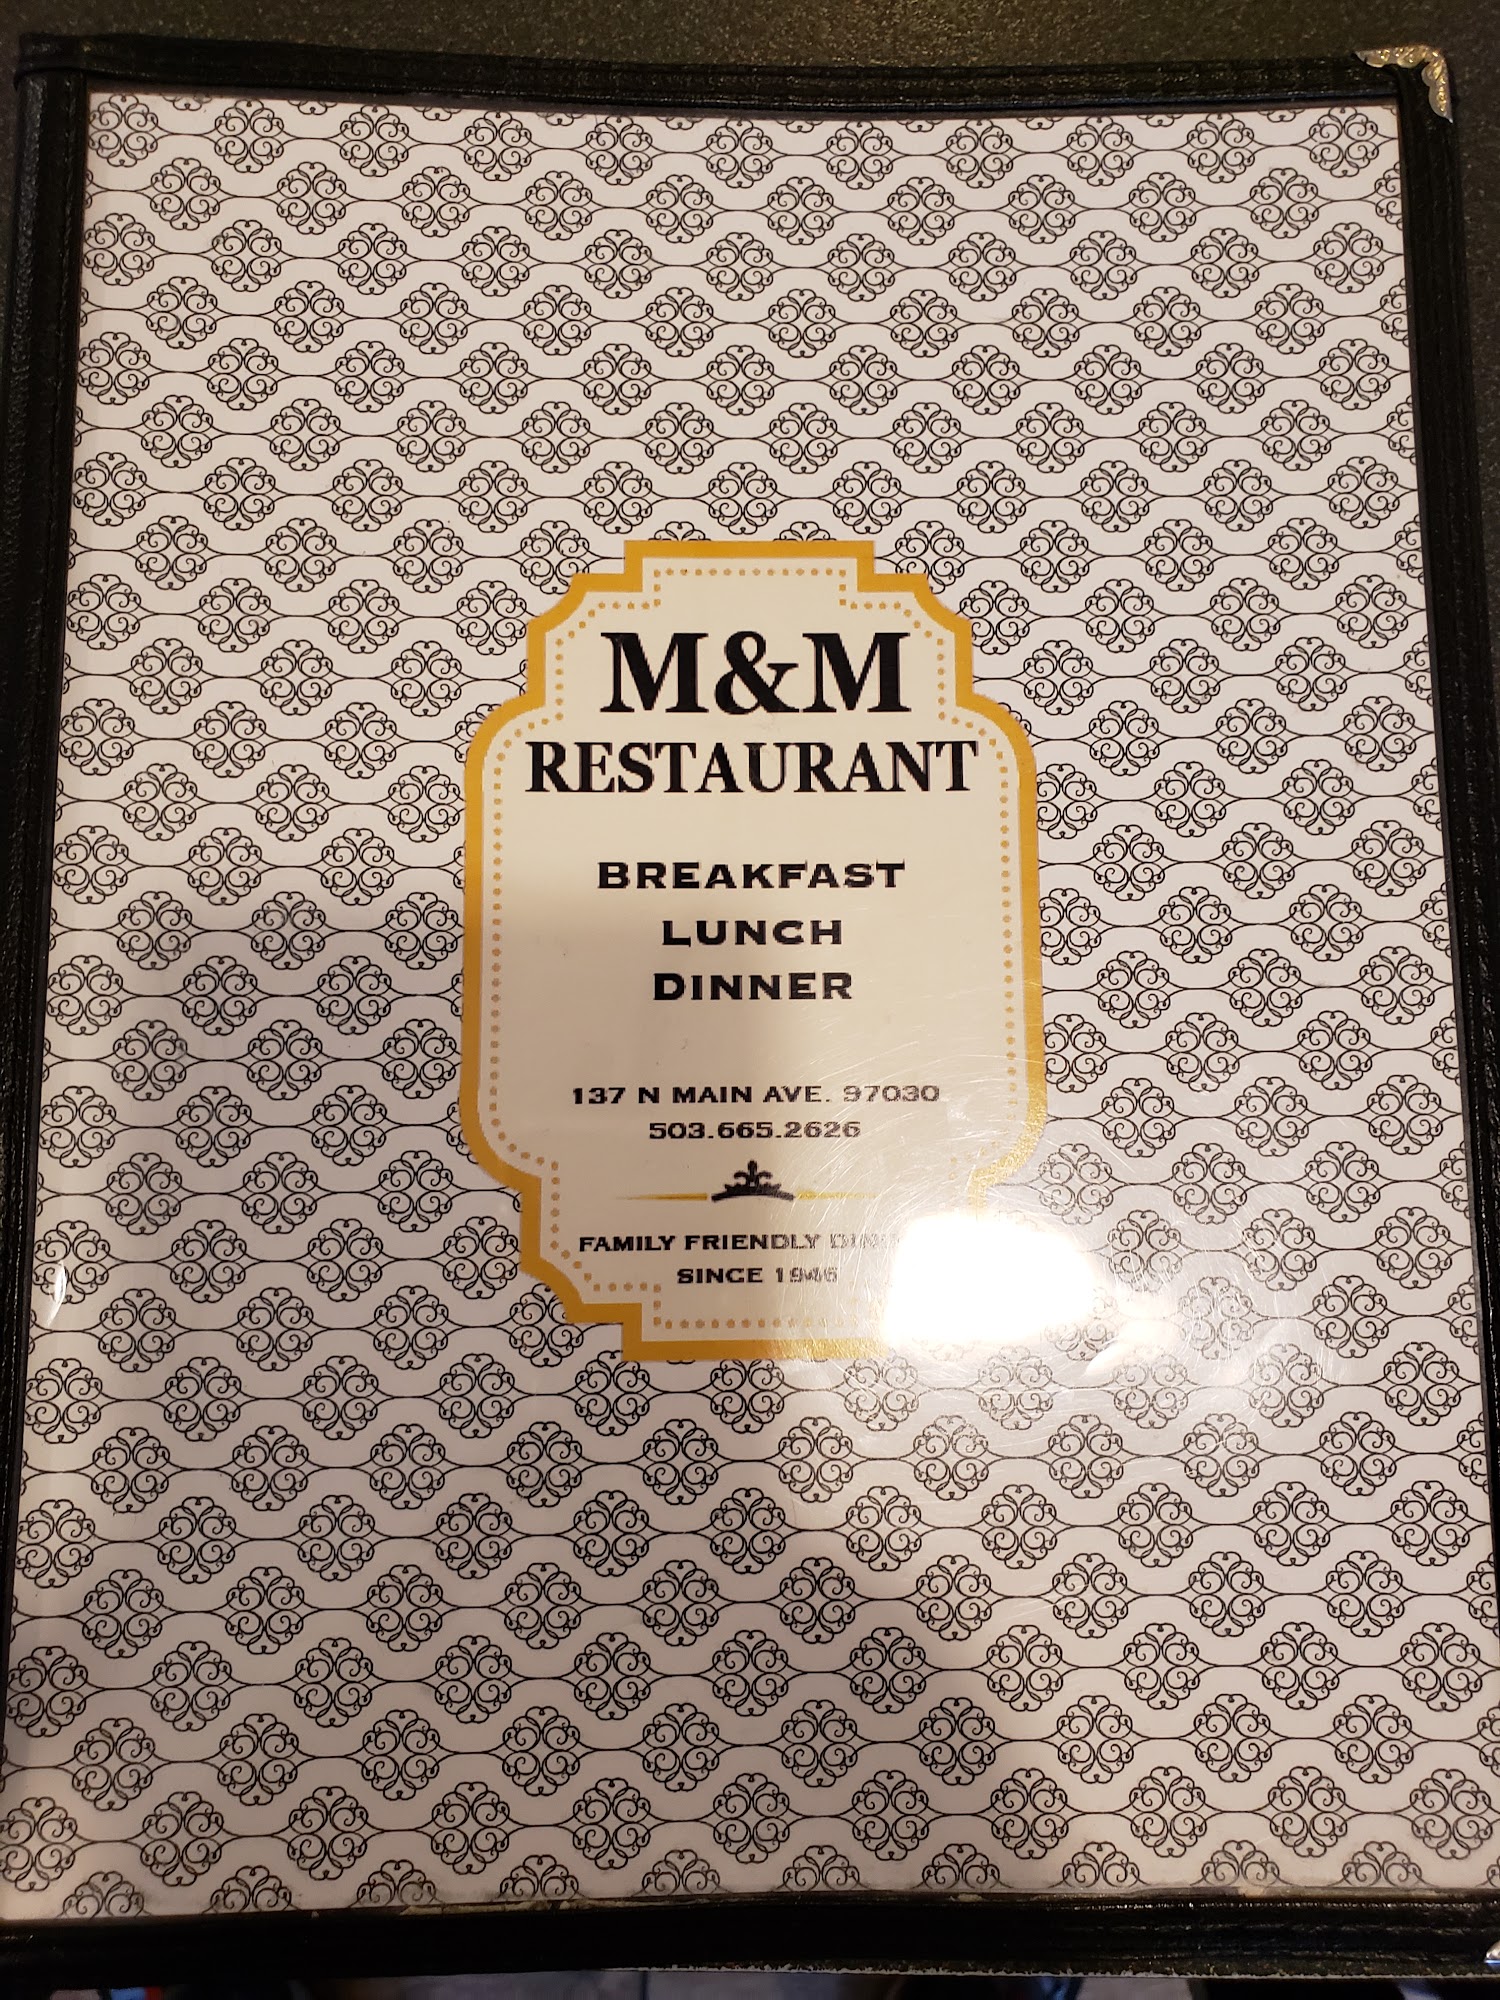 M&M
RESTAURANT
BREAKFAST
LUNCH
DINNER
137 N MAIN AVE. 97030
503.665.2626
FAMILY FRIENDLY
SINCE 1946